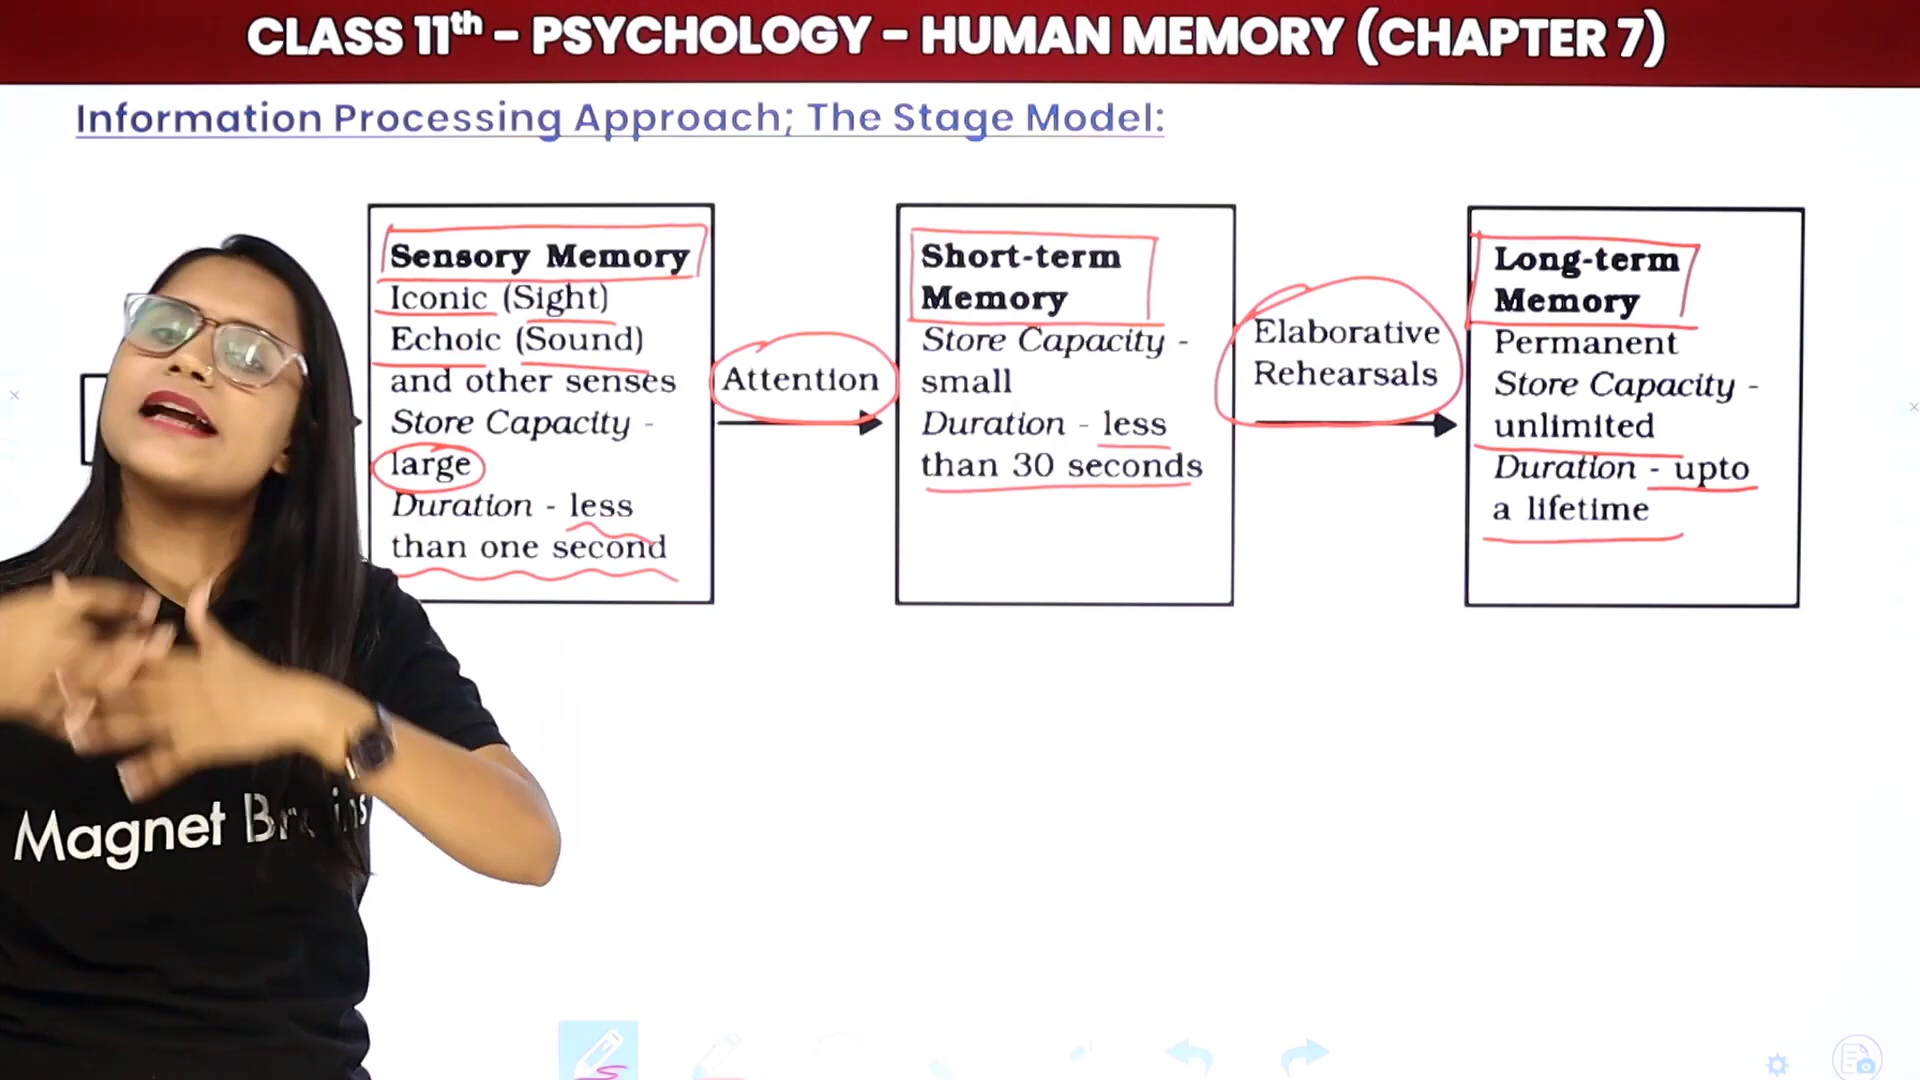 CLASS 11th - PSYCHOLOGY - HUMAN MEMORY (CHAPTER 7)
Information Processing Approach; The Stage Model:
Sensory Memory
Iconic (Sight)
Echoic (Sound)
and other senses
Store Capacity -
large
Duration - less
than one second
Attention
Short-term
Memory
Store Capacity -
small
Duration - less
than 30 seconds
Elaborative
Rehearsals
Long-term
Memory
Permanent
Store Capacity -
unlimited
Duration - upto
a lifetime
Magnet Brains